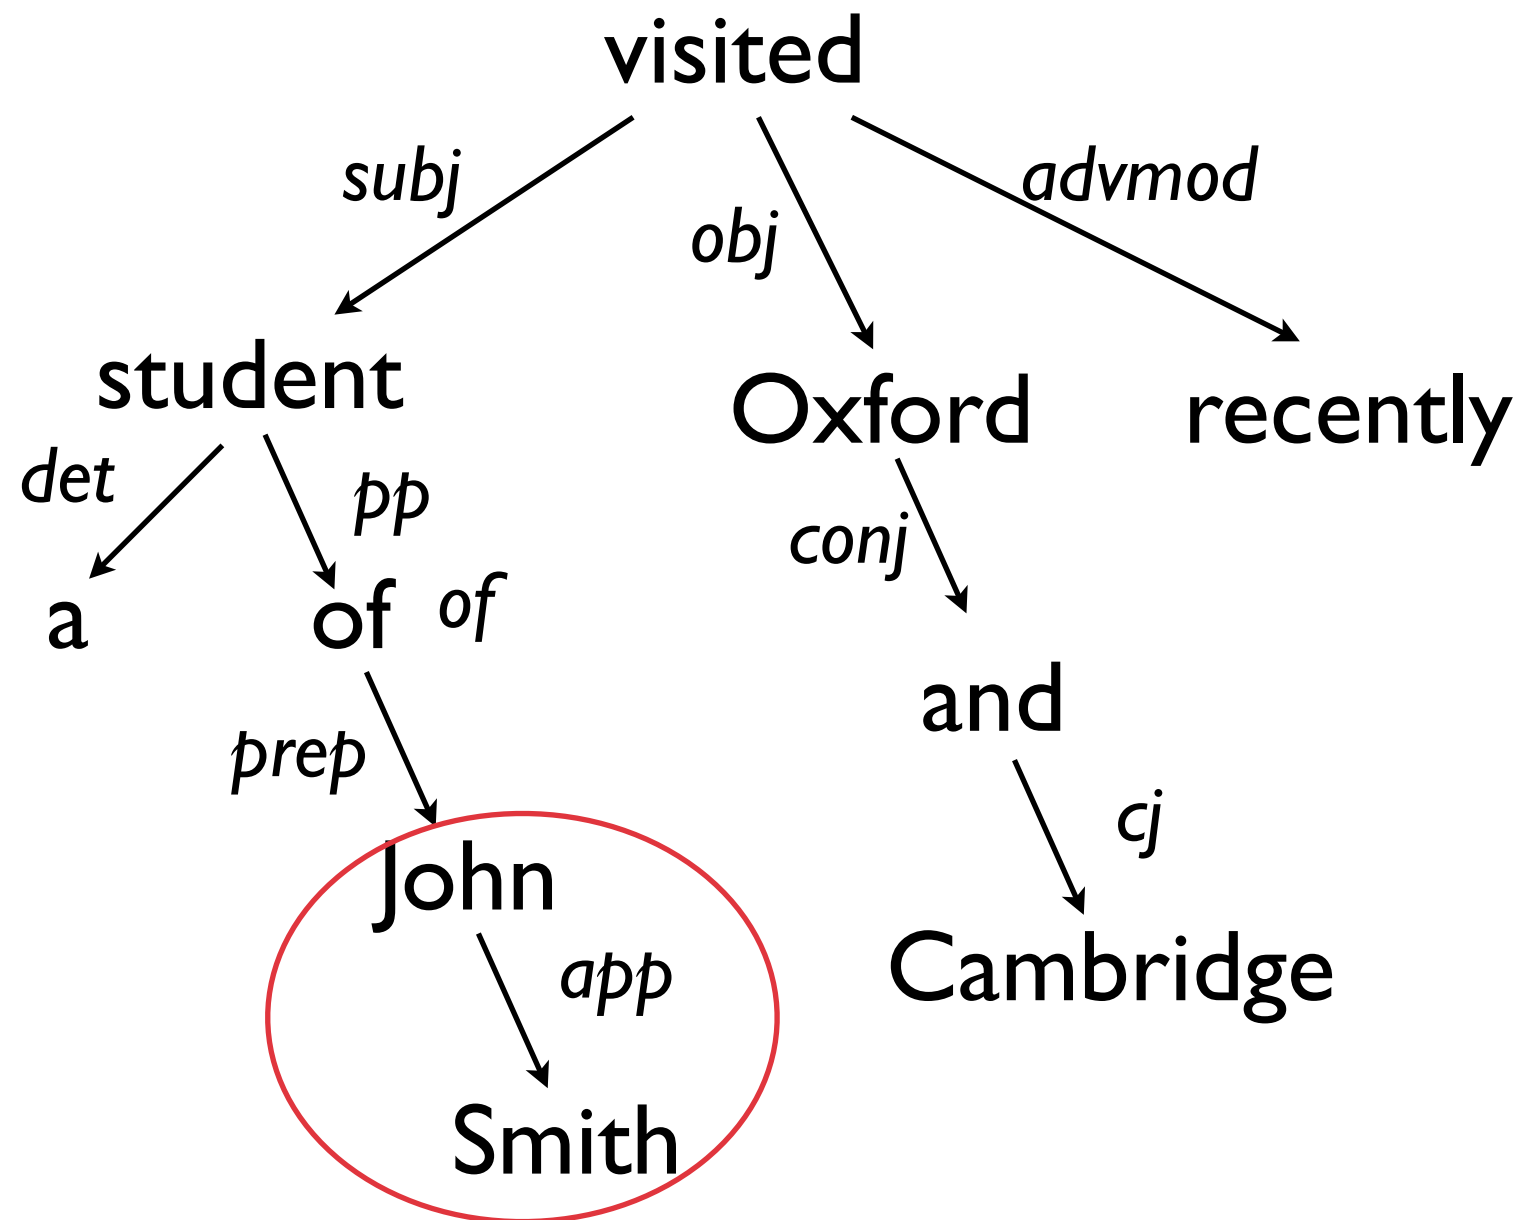 visited
subj
obj
advmod
student
Oxford
recently
det
pp
conj
a
of
of
and
prep
cj
John
app
Cambridge
Smith